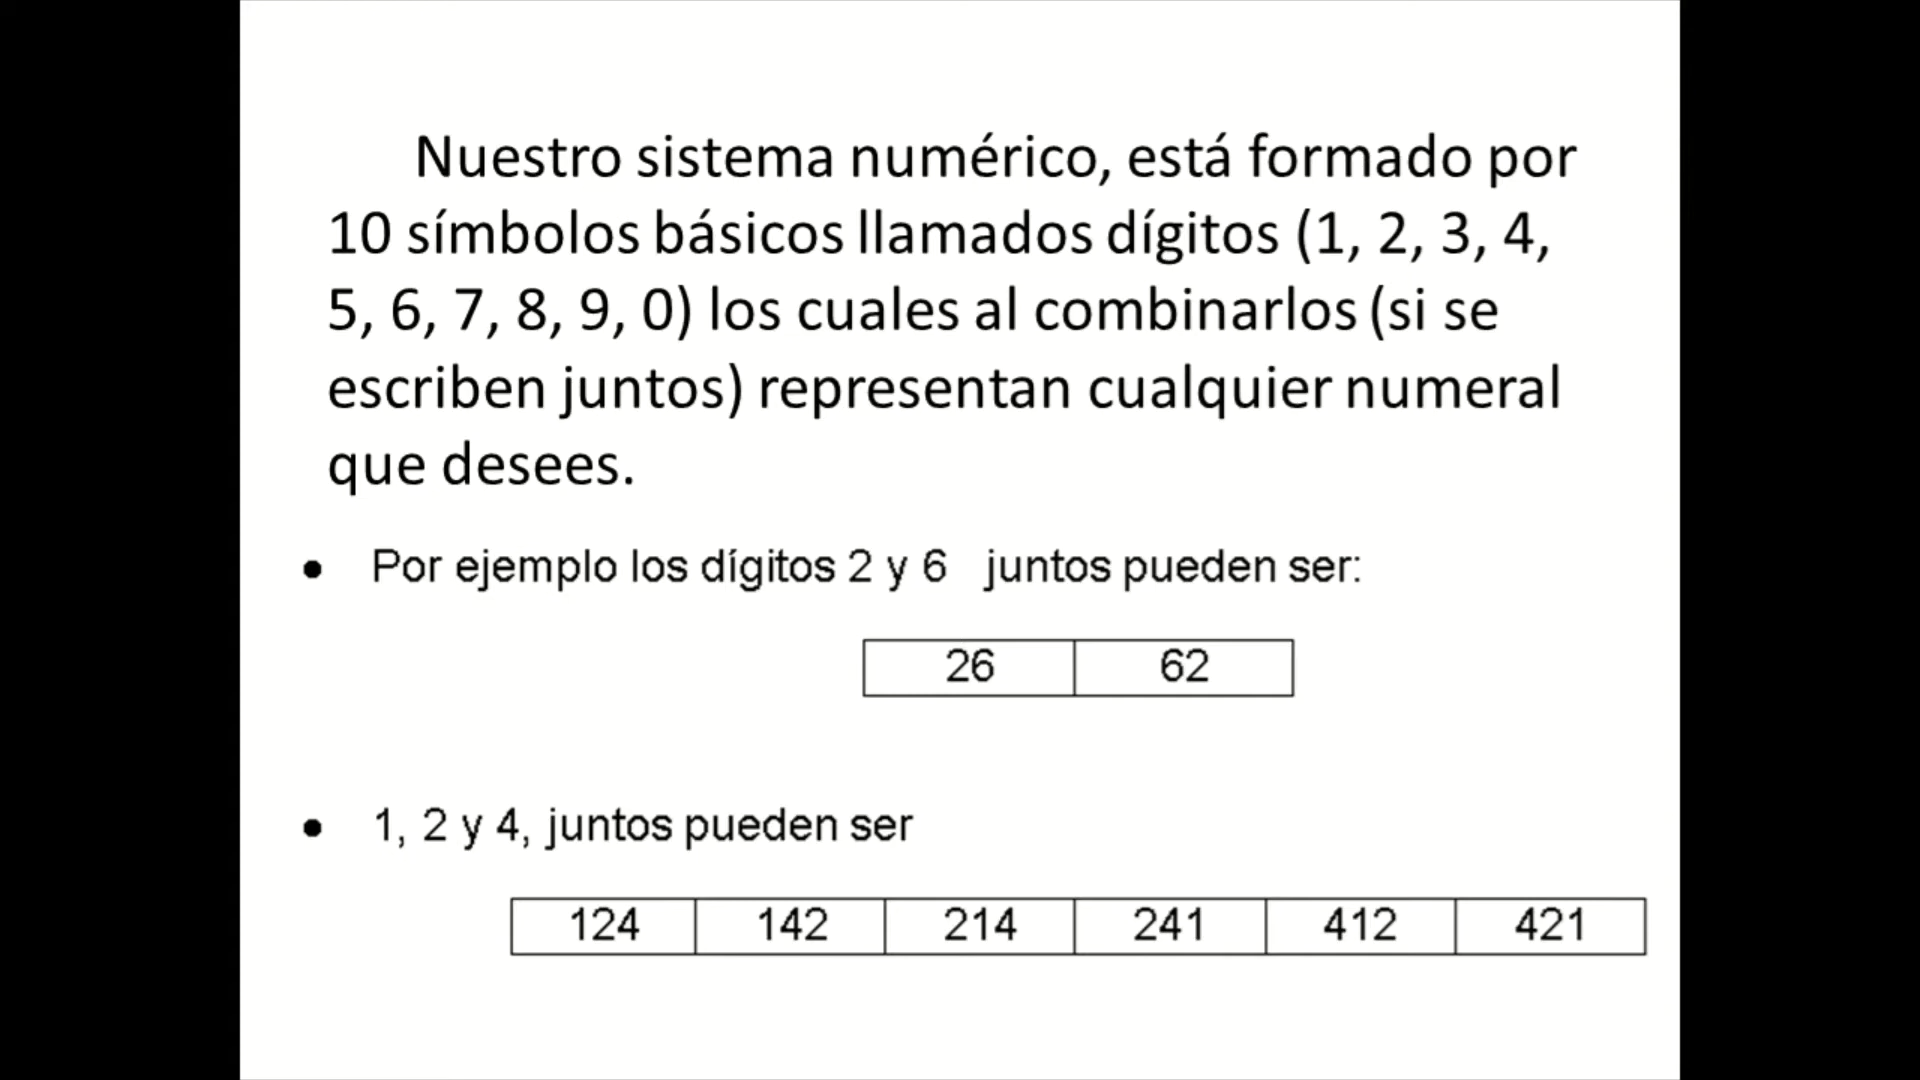 Nuestro sistema numérico, está formado por
10 símbolos básicos llamados dígitos (1, 2, 3, 4,
5, 6, 7, 8, 9, 0) los cuales al combinarlos (si se
escriben juntos) representan cualquier numeral
que desees.
• Por ejemplo los dígitos 2 y 6 juntos pueden ser:
26 62
• 1, 2 y 4, juntos pueden ser
124 142 214 241 412 421